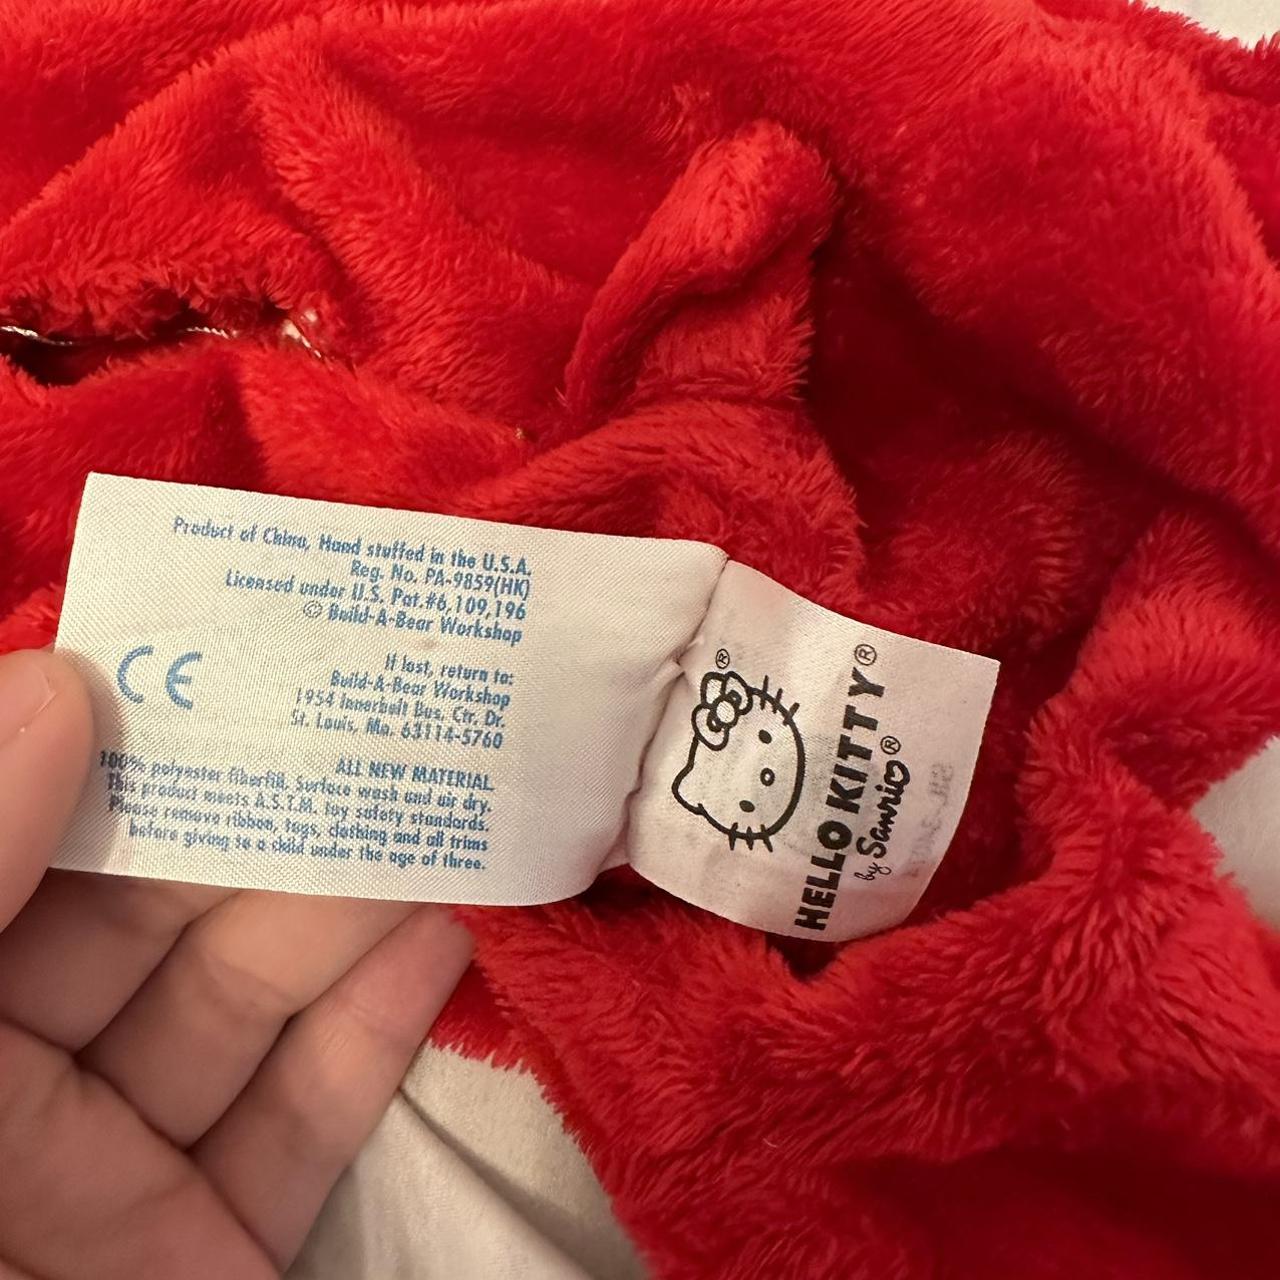 Product of China, Hand stuffed in the U.S.A.
Reg. No. PA-9859(HK)
Licensed under U.S. Pat.#6,109,196
© Build-A-Bear Workshop
CE
If lost, return to:
Build-A-Bear Workshop
1954 Innerbelt Bus. Ctr. Dr.
St. Louis, Mo. 63114-5760
ALL NEW MATERIAL
100% polyester fiberfill, Surface wash and air dry.
This product meets A.S.T.M. toy safety standards.
Please remove ribbon, tags, clothing and all trims
before giving to a child under the age of three.
®
HELLO KITTY®
by Sanrio®